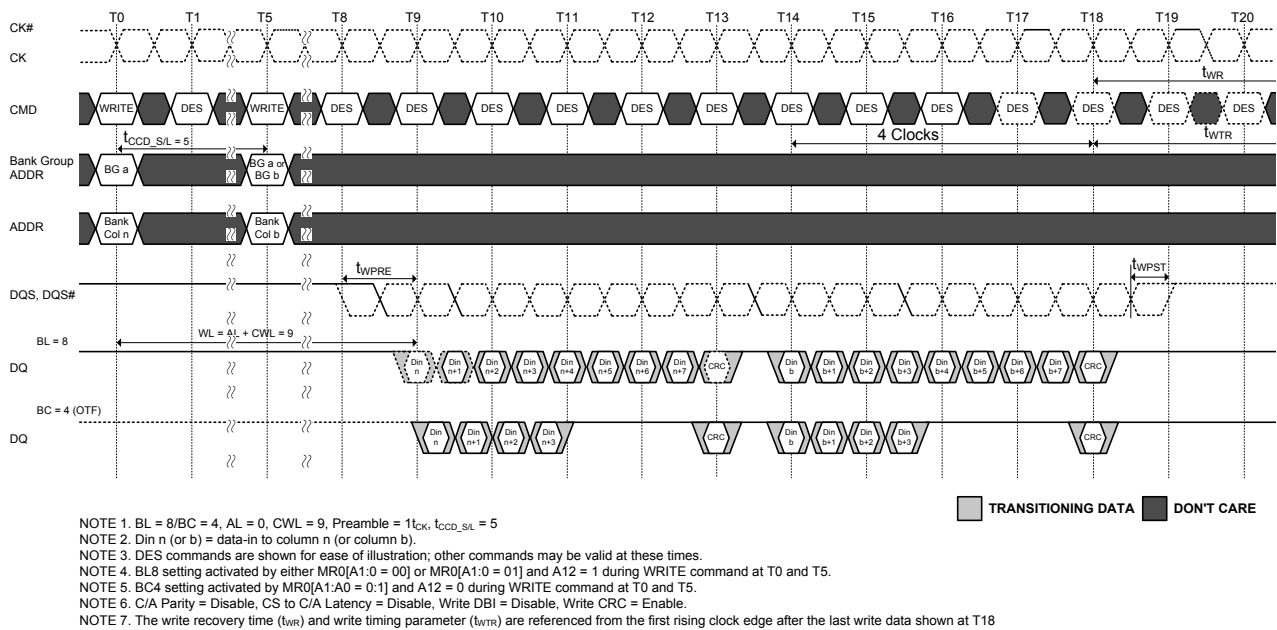 T0 T1 T5 T8 T9 T10 T11 T12 T13 T14 T15 T16 T17 T18 T19 T20
CK#
CK
tWR
CMD WRITE DES WRITE DES DES DES DES DES DES DES DES DES DES DES DES DES
tCCD_S/L = 5
4 Clocks
tWTR
Bank Group
ADDR
BG a
BG a or
BG b
ADDR
Bank
Col n
Bank
Col b
tWPRE
tWPST
DQS, DQS#
WL = AL + CWL = 9
BL = 8
DQ
Din n Din n+1 Din n+2 Din n+3 Din n+4 Din n+5 Din n+6 Din n+7 CRC Din b Din b+1 Din b+2 Din b+3 Din b+4 Din b+5 Din b+6 Din b+7 CRC
BC = 4 (OTF)
DQ
Din n Din n+1 Din n+2 Din n+3 CRC Din b Din b+1 Din b+2 Din b+3 CRC
TRANSITIONING DATA DON'T CARE
NOTE 1. BL = 8/BC = 4, AL = 0, CWL = 9, Preamble = 1tCK, tCCD_S/L = 5
NOTE 2. Din n (or b) = data-in to column n (or column b).
NOTE 3. DES commands are shown for ease of illustration; other commands may be valid at these times.
NOTE 4. BL8 setting activated by either MR0[A1:0 = 00] or MR0[A1:0 = 01] and A12 = 1 during WRITE command at T0 and T5.
NOTE 5. BC4 setting activated by MR0[A1:A0 = 0:1] and A12 = 0 during WRITE command at T0 and T5.
NOTE 6. C/A Parity = Disable, CS to C/A Latency = Disable, Write DBI = Disable, Write CRC = Enable.
NOTE 7. The write recovery time (tWR) and write timing parameter (tWTR) are referenced from the first rising clock edge after the last write data shown at T18